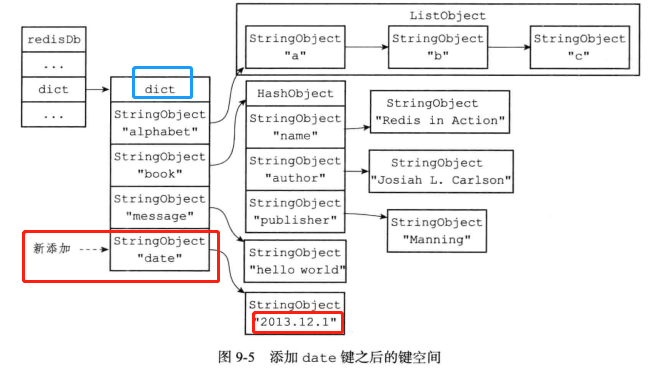 redisDb
...
dict
...
dict
StringObject
"alphabet"
StringObject
"book"
StringObject
"message"
新添加
StringObject
"date"
ListObject
StringObject
"a"
StringObject
"b"
StringObject
"c"
HashObject
StringObject
"name"
StringObject
"author"
StringObject
"publisher"
StringObject
"Redis in Action"
StringObject
"Josiah L. Carlson"
StringObject
"Manning"
StringObject
"hello world"
StringObject
"2013.12.1"
图 9-5 添加 date 键之后的键空间